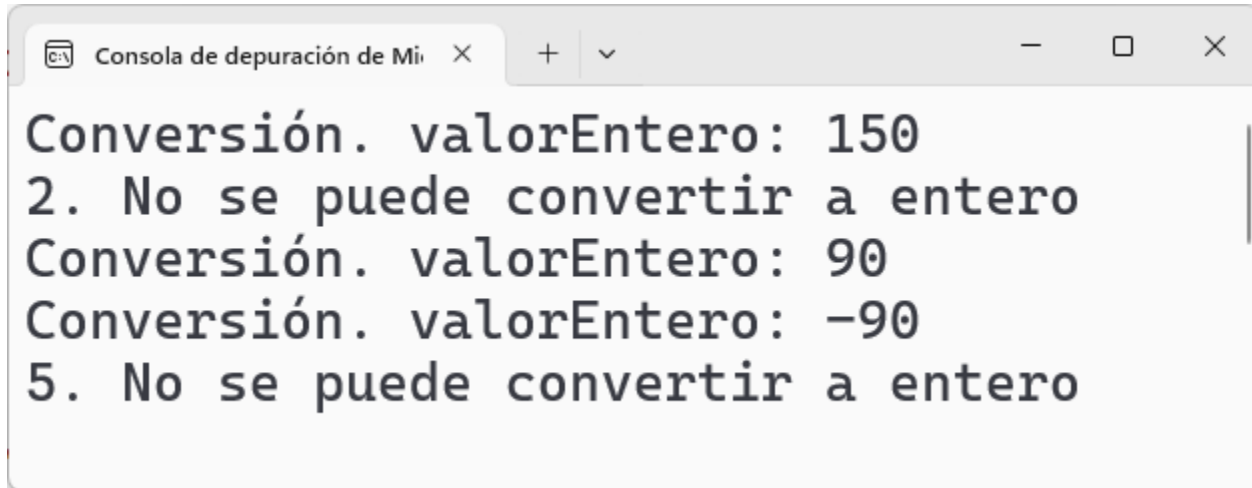 Consola de depuración de Mi
Conversión. valorEntero: 150
2. No se puede convertir a entero
Conversión. valorEntero: 90
Conversión. valorEntero: -90
5. No se puede convertir a entero